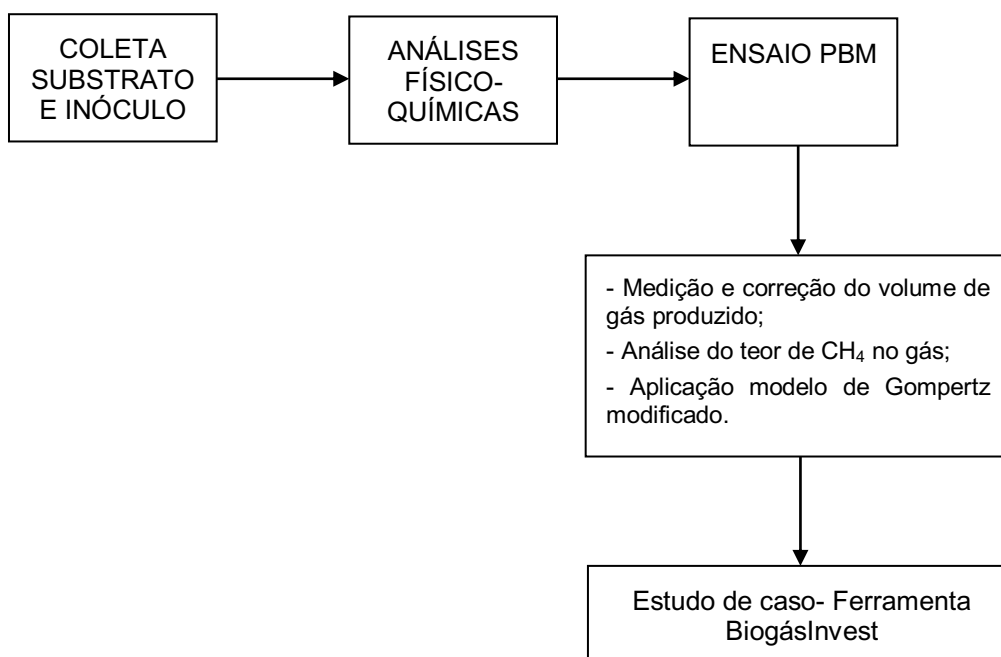 COLETA
SUBSTRATO
E INÓCULO
ANÁLISES
FÍSICO-
QUÍMICAS
ENSAIO PBM
- Medição e correção do volume de
gás produzido;
- Análise do teor de CH₄ no gás;
- Aplicação modelo de Gompertz
modificado.
Estudo de caso- Ferramenta
BiogásInvest